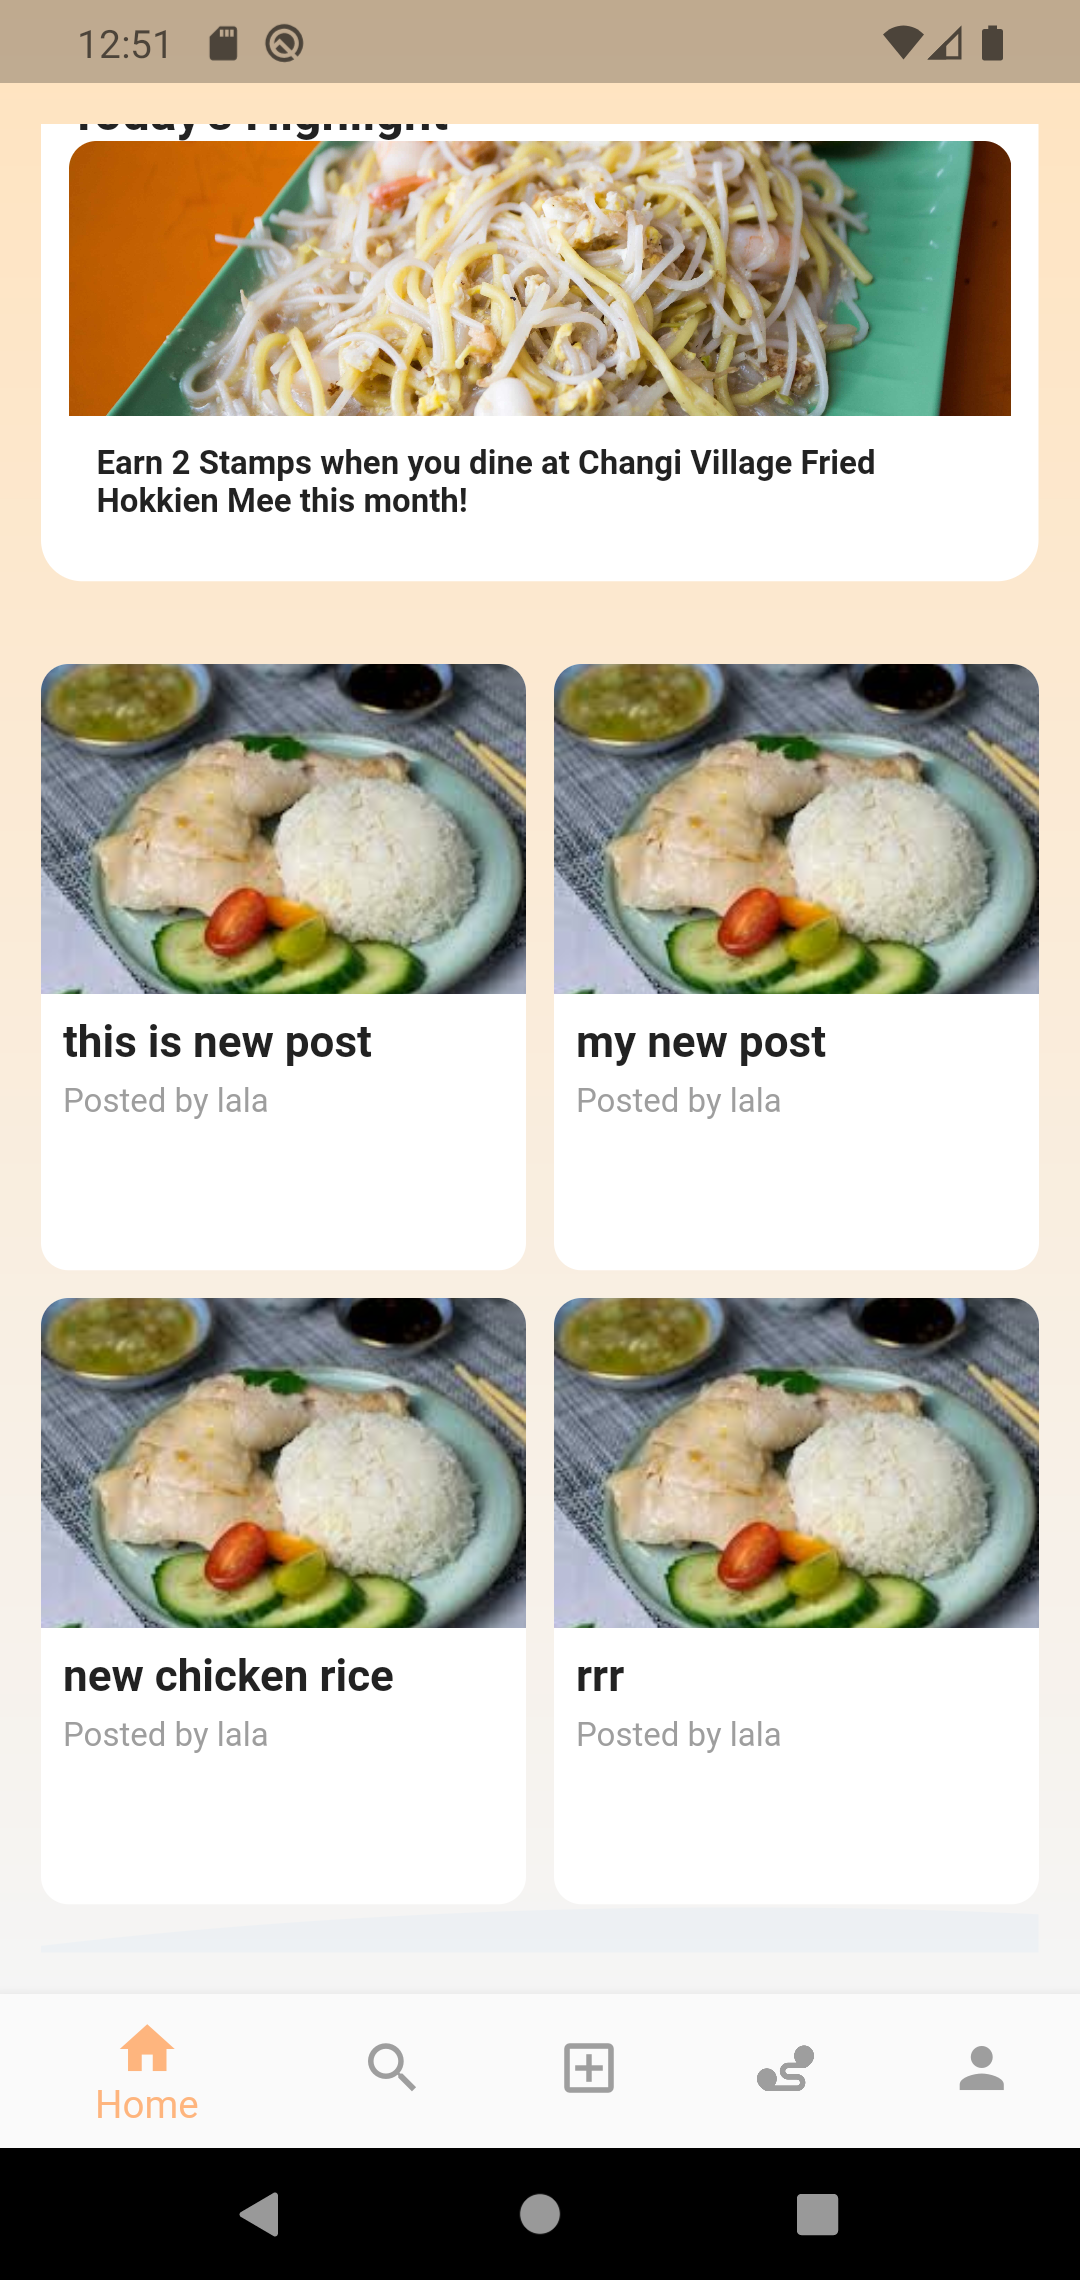 12:51
Today's Highlight
Earn 2 Stamps when you dine at Changi Village Fried
Hokkien Mee this month!
this is new post
my new post
Posted by lala
Posted by lala
new chicken rice
rrr
Posted by lala
Posted by lala
Home